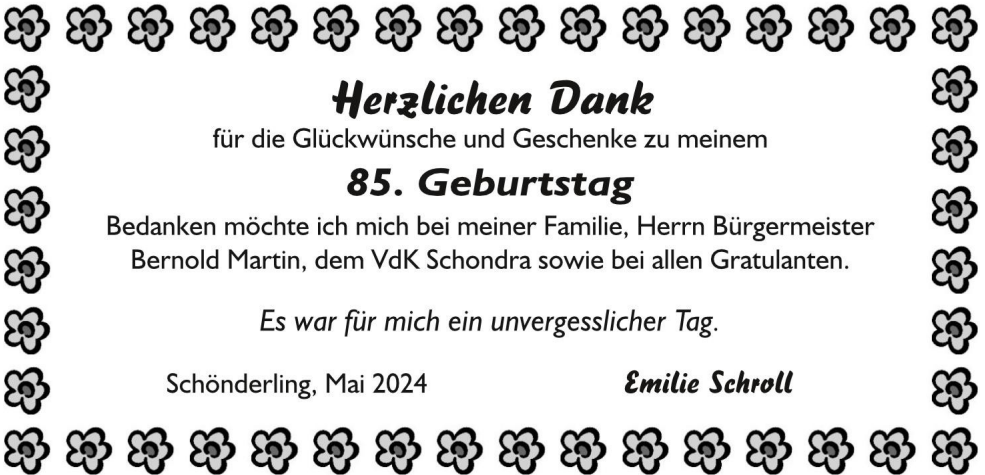 Herzlichen Dank
für die Glückwünsche und Geschenke zu meinem
85. Geburtstag
Bedanken möchte ich mich bei meiner Familie, Herrn Bürgermeister
Bernold Martin, dem VdK Schondra sowie bei allen Gratulanten.
Es war für mich ein unvergesslicher Tag.
Schönderling, Mai 2024 Emilie Schroll